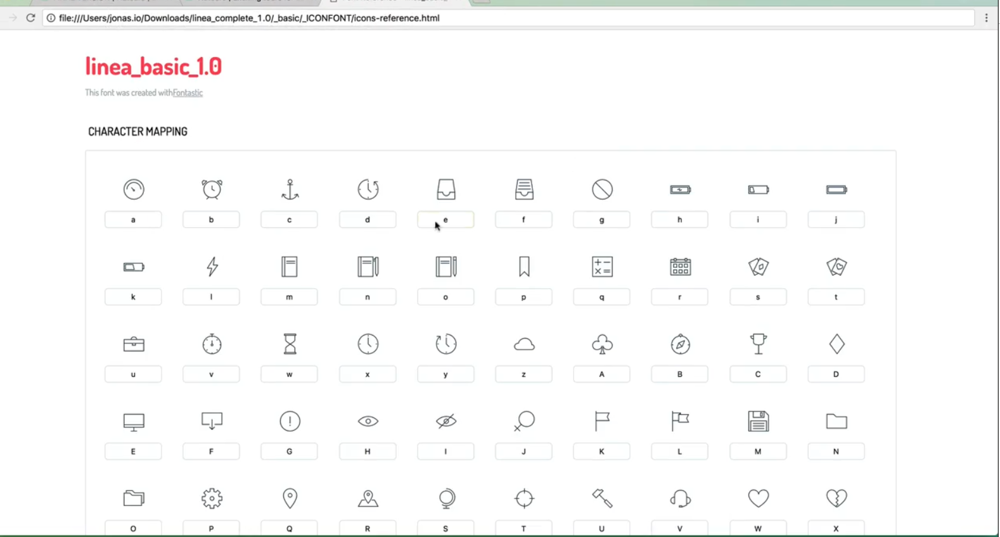 file:///Users/jonas.io/Downloads/linea_complete_1.0/_basic/_ICONFONT/icons-reference.html
linea_basic_1.0
This font was created withFontastic
CHARACTER MAPPING
a b c d e f g h i j
k l m n o p q r s t
u v w x y z A B C D
E F G H I J K L M N
O P Q R S T U V W X